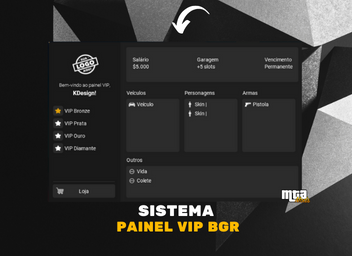 LOGO
Bem-vindo ao painel VIP,
KDesign!
VIP Bronze
VIP Prata
VIP Ouro
VIP Diamante
Loja
Salário
$5.000
Garagem
+5 slots
Vencimento
Permanente
Veículos
Veículo
Personagens
Skin |
Skin |
Armas
Pistola
Outros
Vida
Colete
mta
SISTEMA
PAINEL VIP BGR